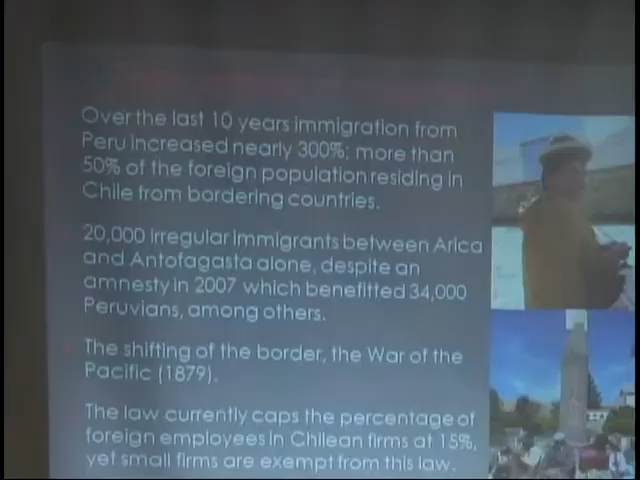 Over the last 10 years immigration from
Peru increased nearly 300%; more than
50% of the foreign population residing in
Chile from bordering countries.
20,000 irregular immigrants between Arica
and Antofagasta alone, despite an
amnesty in 2007 which benefitted 34,000
Peruvians, among others.
The shifting of the border, the War of the
Pacific (1879).
The law currently caps the percentage of
foreign employees in Chilean firms at 15%,
yet small firms are exempt from this law.